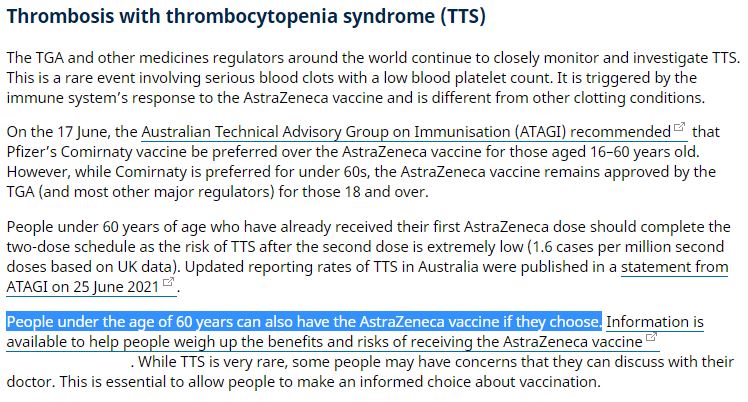 Thrombosis with thrombocytopenia syndrome (TTS)
The TGA and other medicines regulators around the world continue to closely monitor and investigate TTS.
This is a rare event involving serious blood clots with a low blood platelet count. It is triggered by the
immune system’s response to the AstraZeneca vaccine and is different from other clotting conditions.
On the 17 June, the Australian Technical Advisory Group on Immunisation (ATAGI) recommended that
Pfizer’s Comirnaty vaccine be preferred over the AstraZeneca vaccine for those aged 16–60 years old.
However, while Comirnaty is preferred for under 60s, the AstraZeneca vaccine remains approved by the
TGA (and most other major regulators) for those 18 and over.
People under 60 years of age who have already received their first AstraZeneca dose should complete the
two-dose schedule as the risk of TTS after the second dose is extremely low (1.6 cases per million second
doses based on UK data). Updated reporting rates of TTS in Australia were published in a statement from
ATAGI on 25 June 2021.
People under the age of 60 years can also have the AstraZeneca vaccine if they choose. Information is
available to help people weigh up the benefits and risks of receiving the AstraZeneca vaccine
. While TTS is very rare, some people may have concerns that they can discuss with their
doctor. This is essential to allow people to make an informed choice about vaccination.